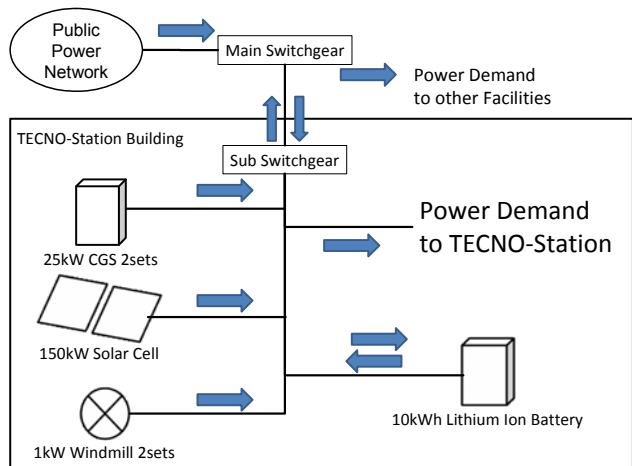 Public
Power
Network
Main Switchgear
Power Demand
to other Facilities
TECNO-Station Building
Sub Switchgear
Power Demand
to TECNO-Station
25kW CGS 2sets
150kW Solar Cell
10kWh Lithium Ion Battery
1kW Windmill 2sets